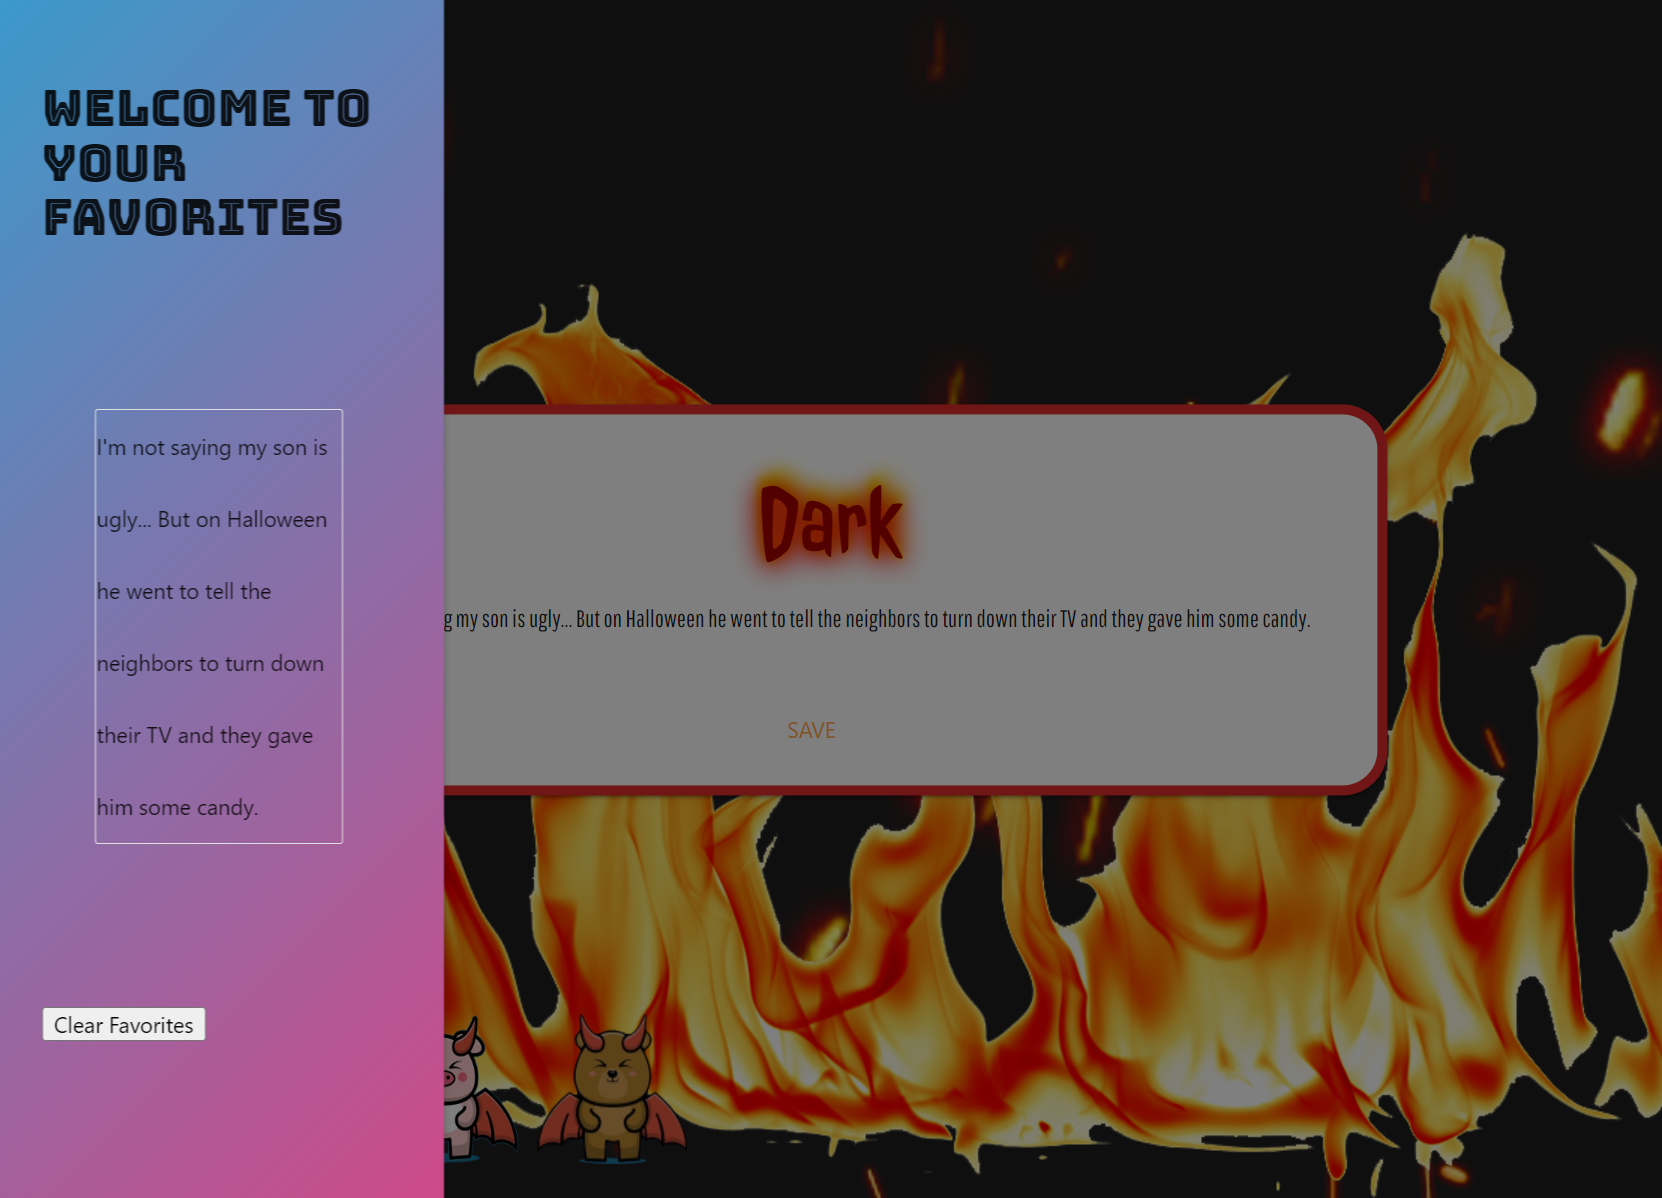 WELCOME TO
YOUR
FAVORITES
I'm not saying my son is
ugly... But on Halloween
he went to tell the
neighbors to turn down
their TV and they gave
him some candy.
Clear Favorites
Dark
g my son is ugly... But on Halloween he went to tell the neighbors to turn down their TV and they gave him some candy.
SAVE